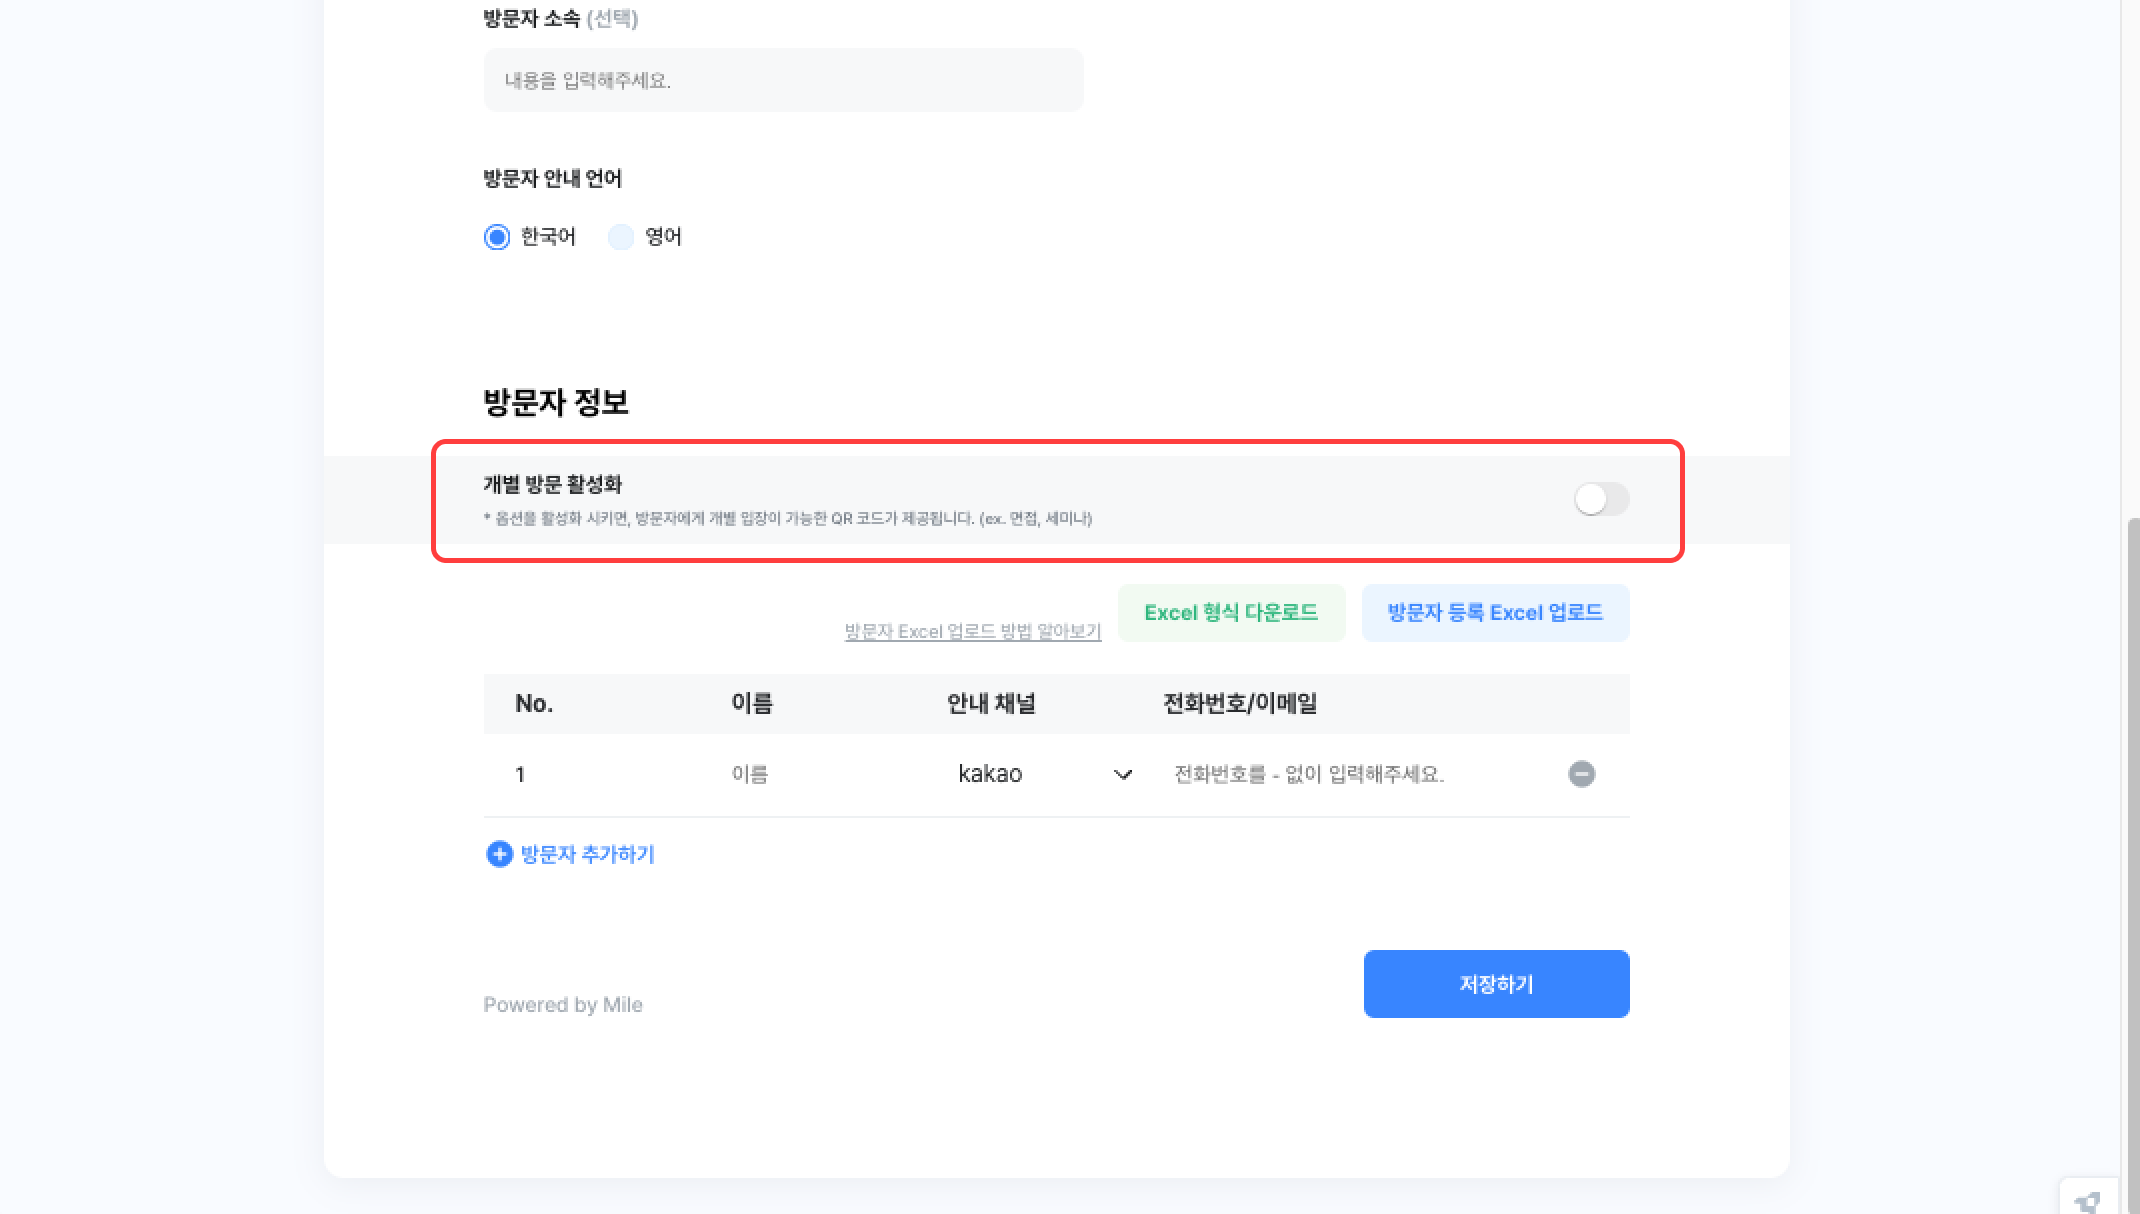 방문자 소속 (선택)
내용을 입력해주세요.
방문자 안내 언어
한국어 영어
방문자 정보
개별 방문 활성화
* 옵션을 활성화 시키면, 방문자에게 개별 입장이 가능한 QR 코드가 제공됩니다. (ex. 면접, 세미나)
방문자 Excel 업로드 방법 알아보기 Excel 형식 다운로드 방문자 등록 Excel 업로드
No. 이름 안내 채널 전화번호/이메일
1 이름 kakao 전화번호를 - 없이 입력해주세요.
방문자 추가하기
저장하기
Powered by Mile